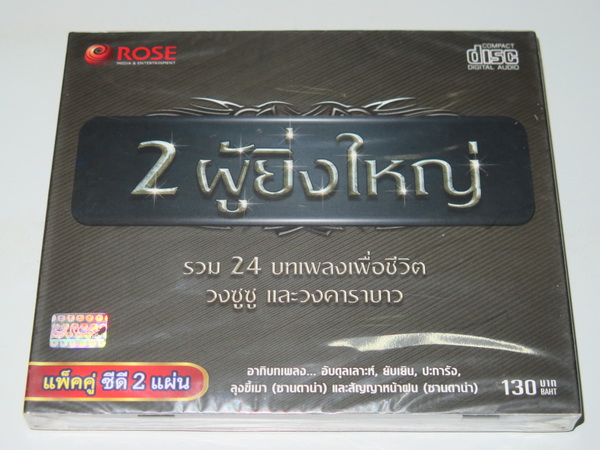 ROSE
MEDIA & ENTERTAINMENT
COMPACT
disc
DIGITAL AUDIO
2 ผู้ยิ่งใหญ่
รวม 24 บทเพลงเพื่อชีวิต
วงซูซู และวงคาราบาว
แพ็คคู่ ซีดี 2 แผ่น
อาทิบทเพลง... อับดุลเลาะห์, ยับเยิน, ปะการัง,
ลุงขี้เมา (ซานตาน่า) และสัญญาหน้าฝน (ซานตาน่า)
130 บาท
BAHT